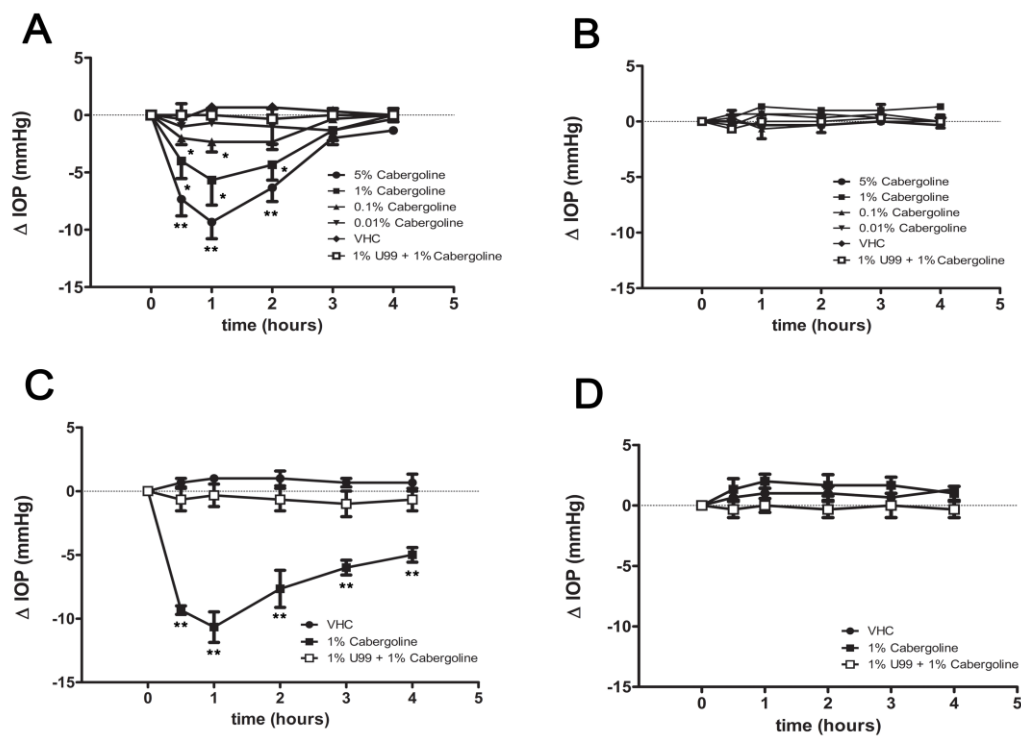 A
5
0
-5
-10
-15
Δ IOP (mmHg)
*
*
*
*
*
**
**
**
5% Cabergoline
1% Cabergoline
0.1% Cabergoline
0.01% Cabergoline
VHC
1% U99 + 1% Cabergoline
0 1 2 3 4 5
time (hours)
B
5
0
-5
-10
-15
Δ IOP (mmHg)
5% Cabergoline
1% Cabergoline
0.1% Cabergoline
0.01% Cabergoline
VHC
1% U99 + 1% Cabergoline
0 1 2 3 4 5
time (hours)
C
5
0
-5
-10
-15
Δ IOP (mmHg)
**
**
**
**
**
VHC
1% Cabergoline
1% U99 + 1% Cabergoline
0 1 2 3 4 5
time (hours)
D
5
0
-5
-10
-15
Δ IOP (mmHg)
VHC
1% Cabergoline
1% U99 + 1% Cabergoline
0 1 2 3 4 5
time (hours)